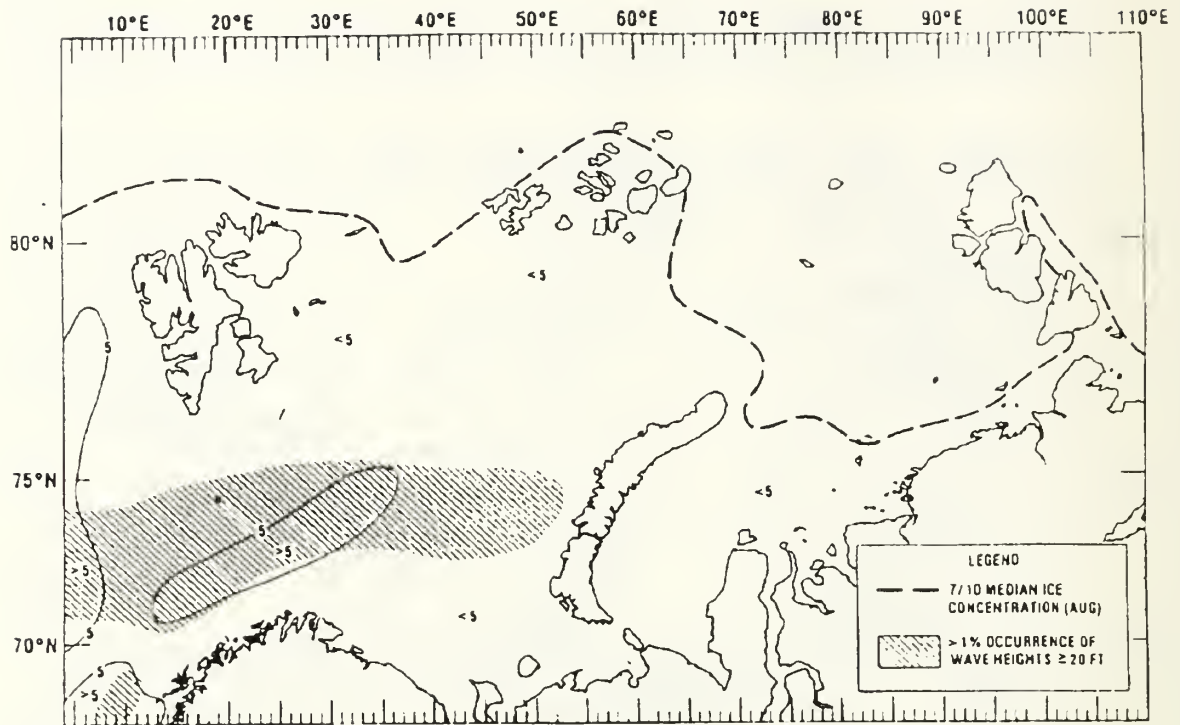 10°E 20°E 30°E 40°E 50°E 60°E 70°E 80°E 90°E 100°E 110°E
80°N
<5
5
<5
75°N
<5
5
>5
>5
LEGEND
7/10 MEDIAN ICE
CONCENTRATION (AUG)
<5
5
70°N
>1% OCCURRENCE OF
WAVE HEIGHTS ≥20 FT
5
>5